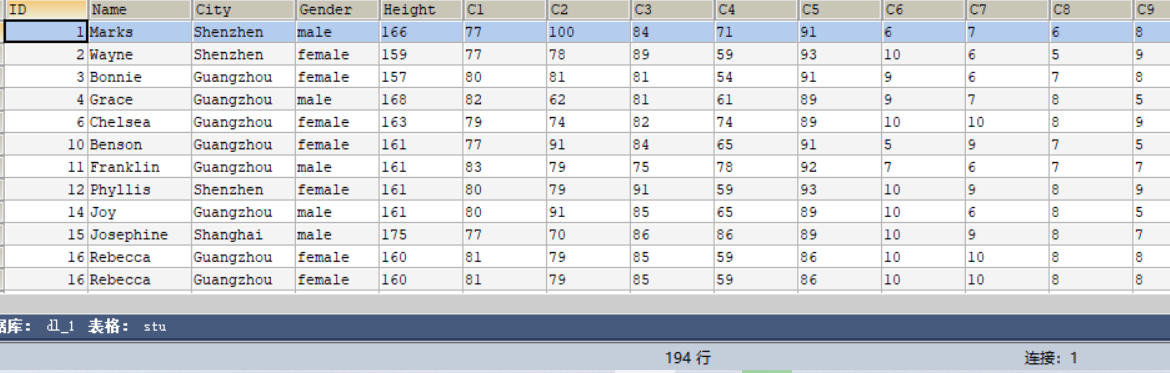 ID Name City Gender Height C1 C2 C3 C4 C5 C6 C7 C8 C9
1 Marks Shenzhen male 166 77 100 84 71 91 6 7 6 8
2 Wayne Shenzhen female 159 77 78 89 59 93 10 6 5 9
3 Bonnie Guangzhou female 157 80 81 81 54 91 9 6 7 8
4 Grace Guangzhou male 168 82 62 81 61 89 9 7 8 5
6 Chelsea Guangzhou female 163 79 74 82 74 89 10 10 8 9
10 Benson Guangzhou female 161 77 91 84 65 91 5 9 7 5
11 Franklin Guangzhou male 161 83 79 75 78 92 7 6 7 7
12 Phyllis Shenzhen female 161 80 79 91 59 93 10 9 8 9
14 Joy Guangzhou male 161 80 91 85 65 89 10 6 8 5
15 Josephine Shanghai male 175 77 70 86 86 89 10 9 8 7
16 Rebecca Guangzhou female 160 81 79 85 59 86 10 10 8 8
16 Rebecca Guangzhou female 160 81 79 85 59 86 10 10 8 8
据库： dl_1 表格： stu
194 行 连接：1